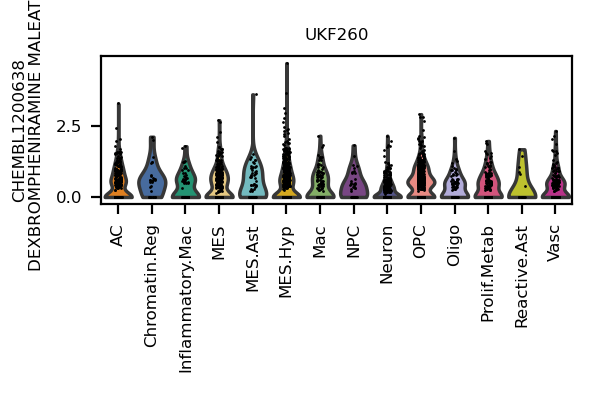 UKF260
CHEMBL1200638
DEXBROMPHENIRAMINE MALEAT
2.5
0.0
AC
Chromatin.Reg
Inflammatory.Mac
MES
MES.Ast
MES.Hyp
Mac
NPC
Neuron
OPC
Oligo
Prolif.Metab
Reactive.Ast
Vasc